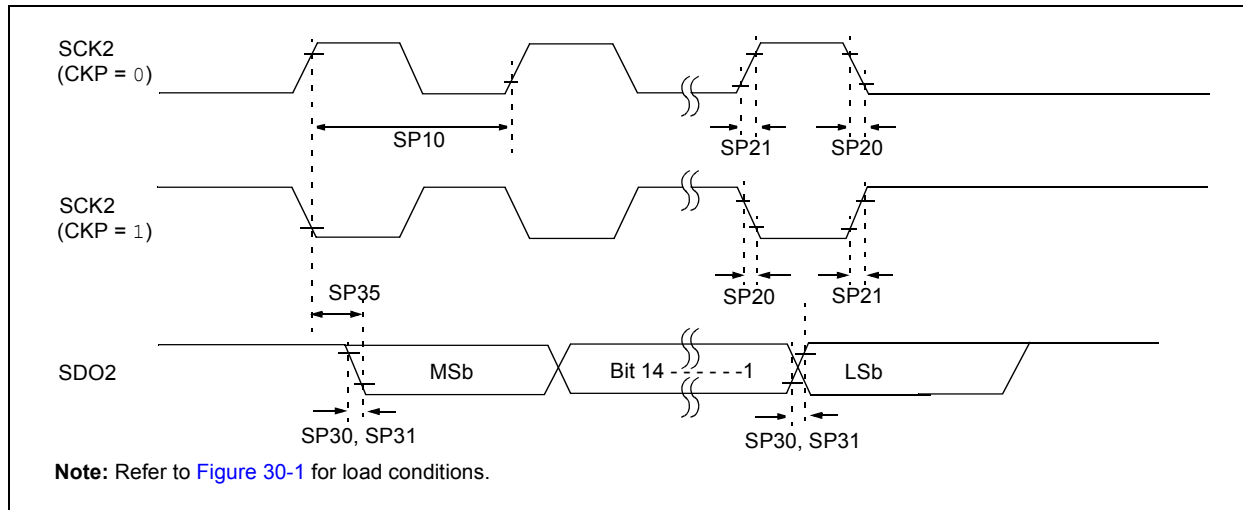 SCK2
(CKP = 0)
SP10
SP21
SP20
SCK2
(CKP = 1)
SP35
SP20
SP21
SDO2
MSb
Bit 14 - - - - - -1
LSb
SP30, SP31
SP30, SP31
Note: Refer to Figure 30-1 for load conditions.